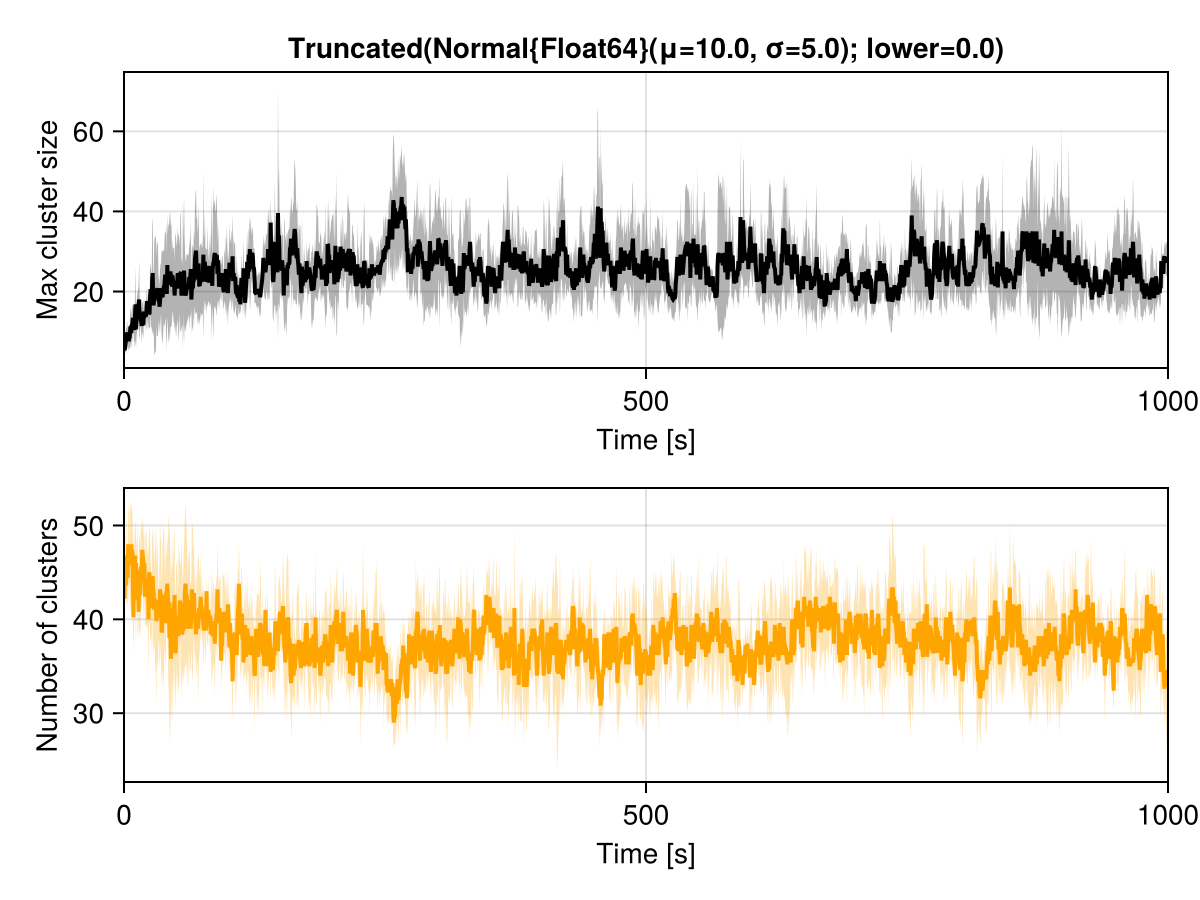 Truncated(Normal{Float64}(μ=10.0, σ=5.0); lower=0.0)
Max cluster size
60
40
20
0
500
1000
Time [s]
Number of clusters
50
40
30
0
500
1000
Time [s]